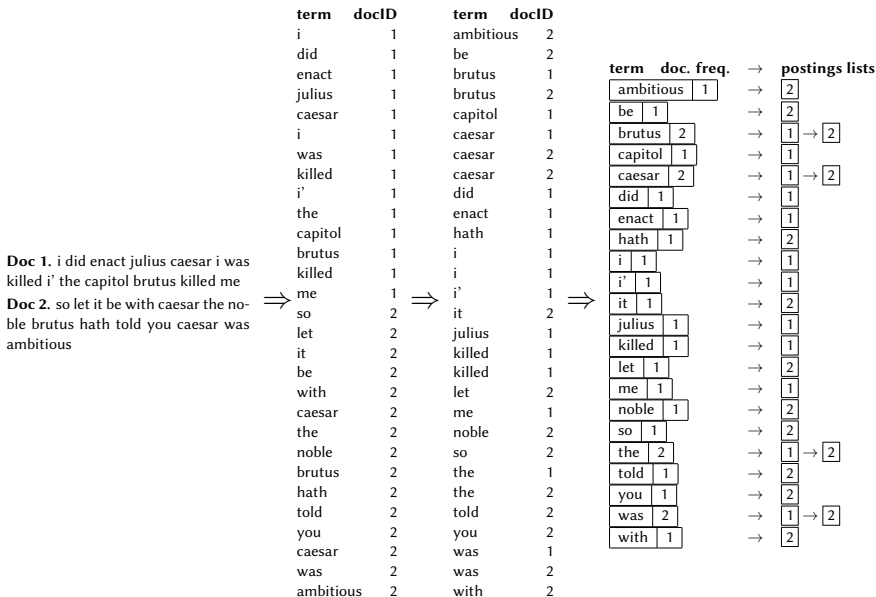 Doc 1. i did enact julius caesar i was
killed i' the capitol brutus killed me
Doc 2. so let it be with caesar the no-
ble brutus hath told you caesar was
ambitious
⇒
term docID
i 1
did 1
enact 1
julius 1
caesar 1
i 1
was 1
killed 1
i' 1
the 1
capitol 1
brutus 1
killed 1
me 1
so 2
let 2
it 2
be 2
with 2
caesar 2
the 2
noble 2
brutus 2
hath 2
told 2
you 2
caesar 2
was 2
ambitious 2
⇒
term docID
ambitious 2
be 2
brutus 1
brutus 2
capitol 1
caesar 1
caesar 2
caesar 2
did 1
enact 1
hath 1
i 1
i 1
i' 1
it 2
julius 1
killed 1
killed 1
let 2
me 1
noble 2
so 2
the 1
the 2
told 2
you 2
was 1
was 2
with 2
⇒
term doc. freq. → postings lists
ambitious 1 → 2
be 1 → 2
brutus 2 → 1 → 2
capitol 1 → 1
caesar 2 → 1 → 2
did 1 → 1
enact 1 → 1
hath 1 → 2
i 1 → 1
i' 1 → 1
it 1 → 2
julius 1 → 1
killed 1 → 1
let 1 → 2
me 1 → 1
noble 1 → 2
so 1 → 2
the 2 → 1 → 2
told 1 → 2
you 1 → 2
was 2 → 1 → 2
with 1 → 2